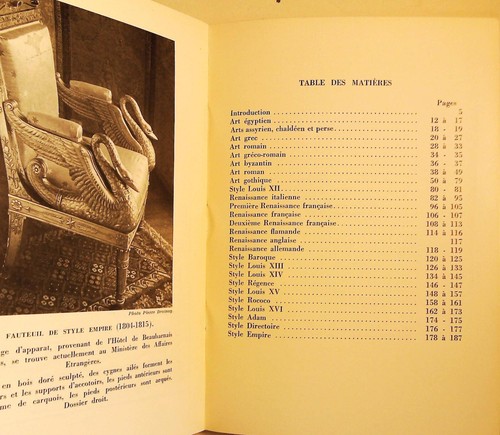 Photo Pierre
FAUTEUIL DE STYLE EMPIRE (1804-1815).
ge d'apparat, provenant de l'Hôtel de Beauharnais
s, se trouve actuellement au Ministère des Affaires
Etrangères.
en bois doré sculpté, des cygnes ailés forment les
rs et les supports d'accotoirs, les pieds antérieurs sont
me de carquois, les pieds postérieurs sont arqués.
Dossier droit.
TABLE DES MATIÈRES
Pages
Introduction 5
Art égyptien 12 à 17
Arts assyrien, chaldéen et perse 18 - 19
Art grec 20 à 27
Art romain 28 à 33
Art gréco-romain 34 - 35
Art byzantin 36 - 37
Art roman 38 à 49
Art gothique 50 à 79
Style Louis XII 80 - 81
Renaissance italienne 82 à 95
Première Renaissance française 96 à 105
Renaissance française 106 - 107
Deuxième Renaissance française 108 à 113
Renaissance flamande 114 à 116
Renaissance anglaise 117
Renaissance allemande 118 - 119
Style Baroque 120 à 125
Style Louis XIII 126 à 133
Style Louis XIV 134 à 145
Style Régence 146 - 147
Style Louis XV 148 à 157
Style Rococo 158 à 161
Style Louis XVI 162 à 173
Style Adam 174 - 175
Style Directoire 176 - 177
Style Empire 178 à 187